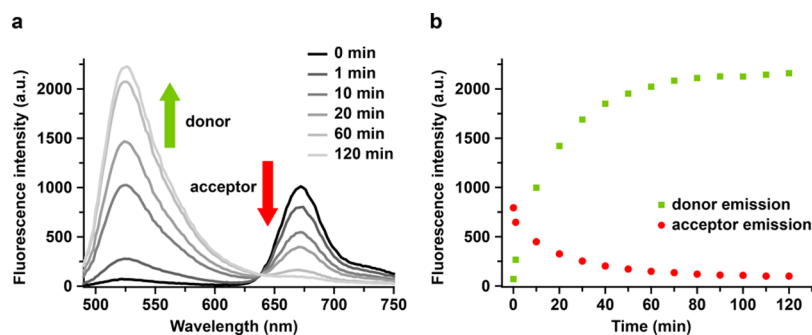 a
Fluorescence intensity (a.u.)
2000
1500
1000
500
0
500
550
600
650
700
750
Wavelength (nm)
donor
acceptor
0 min
1 min
10 min
20 min
60 min
120 min
b
Fluorescence intensity (a.u.)
2000
1500
1000
500
0
0
20
40
60
80
100
120
Time (min)
donor emission
acceptor emission